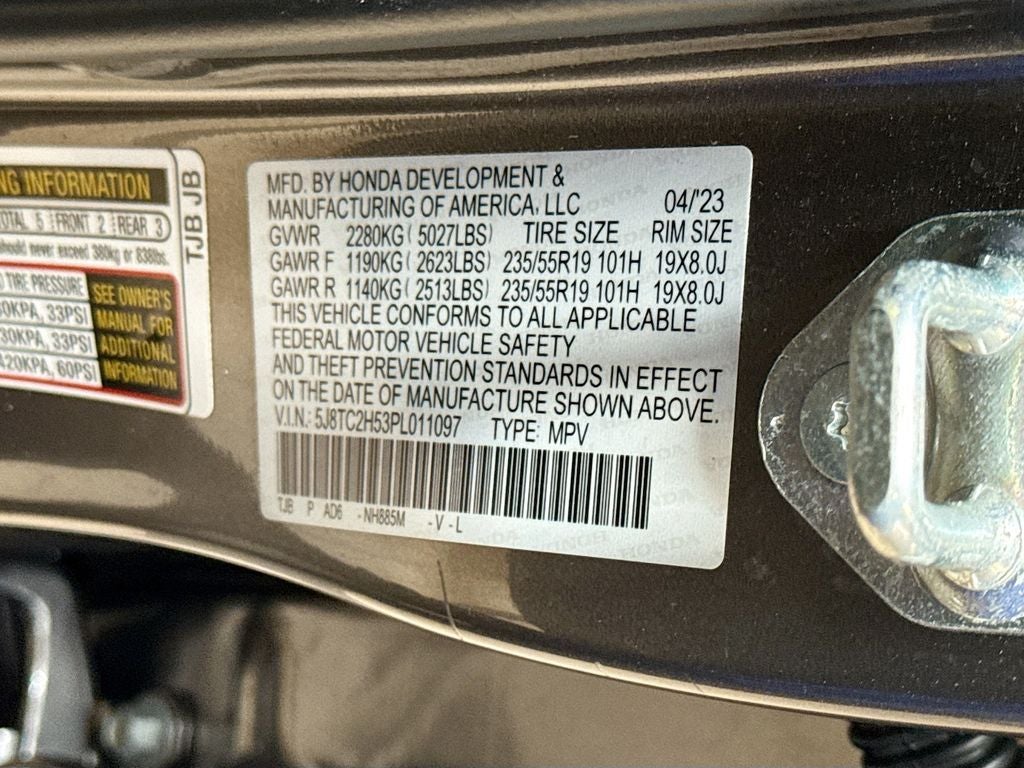 NG INFORMATION
TOTAL 5 FRONT 2 REAR 3
should never exceed 380kg or 838lbs.
TIRE PRESSURE
0KPA, 33PSI
30KPA, 33PSI
420KPA, 60PSI
SEE OWNER'S
MANUAL FOR
ADDITIONAL
INFORMATION
TJB JB
MFD. BY HONDA DEVELOPMENT &
MANUFACTURING OF AMERICA, LLC 04/'23
GVWR 2280KG ( 5027LBS) TIRE SIZE RIM SIZE
GAWR F 1190KG ( 2623LBS) 235/55R19 101H 19X8.0J
GAWR R 1140KG ( 2513LBS) 235/55R19 101H 19X8.0J
THIS VEHICLE CONFORMS TO ALL APPLICABLE
FEDERAL MOTOR VEHICLE SAFETY
AND THEFT PREVENTION STANDARDS IN EFFECT
ON THE DATE OF MANUFACTURE SHOWN ABOVE.
V.I.N.: 5J8TC2H53PL011097 TYPE: MPV
TJB P AD6 - NH885M - V - L
HONDA